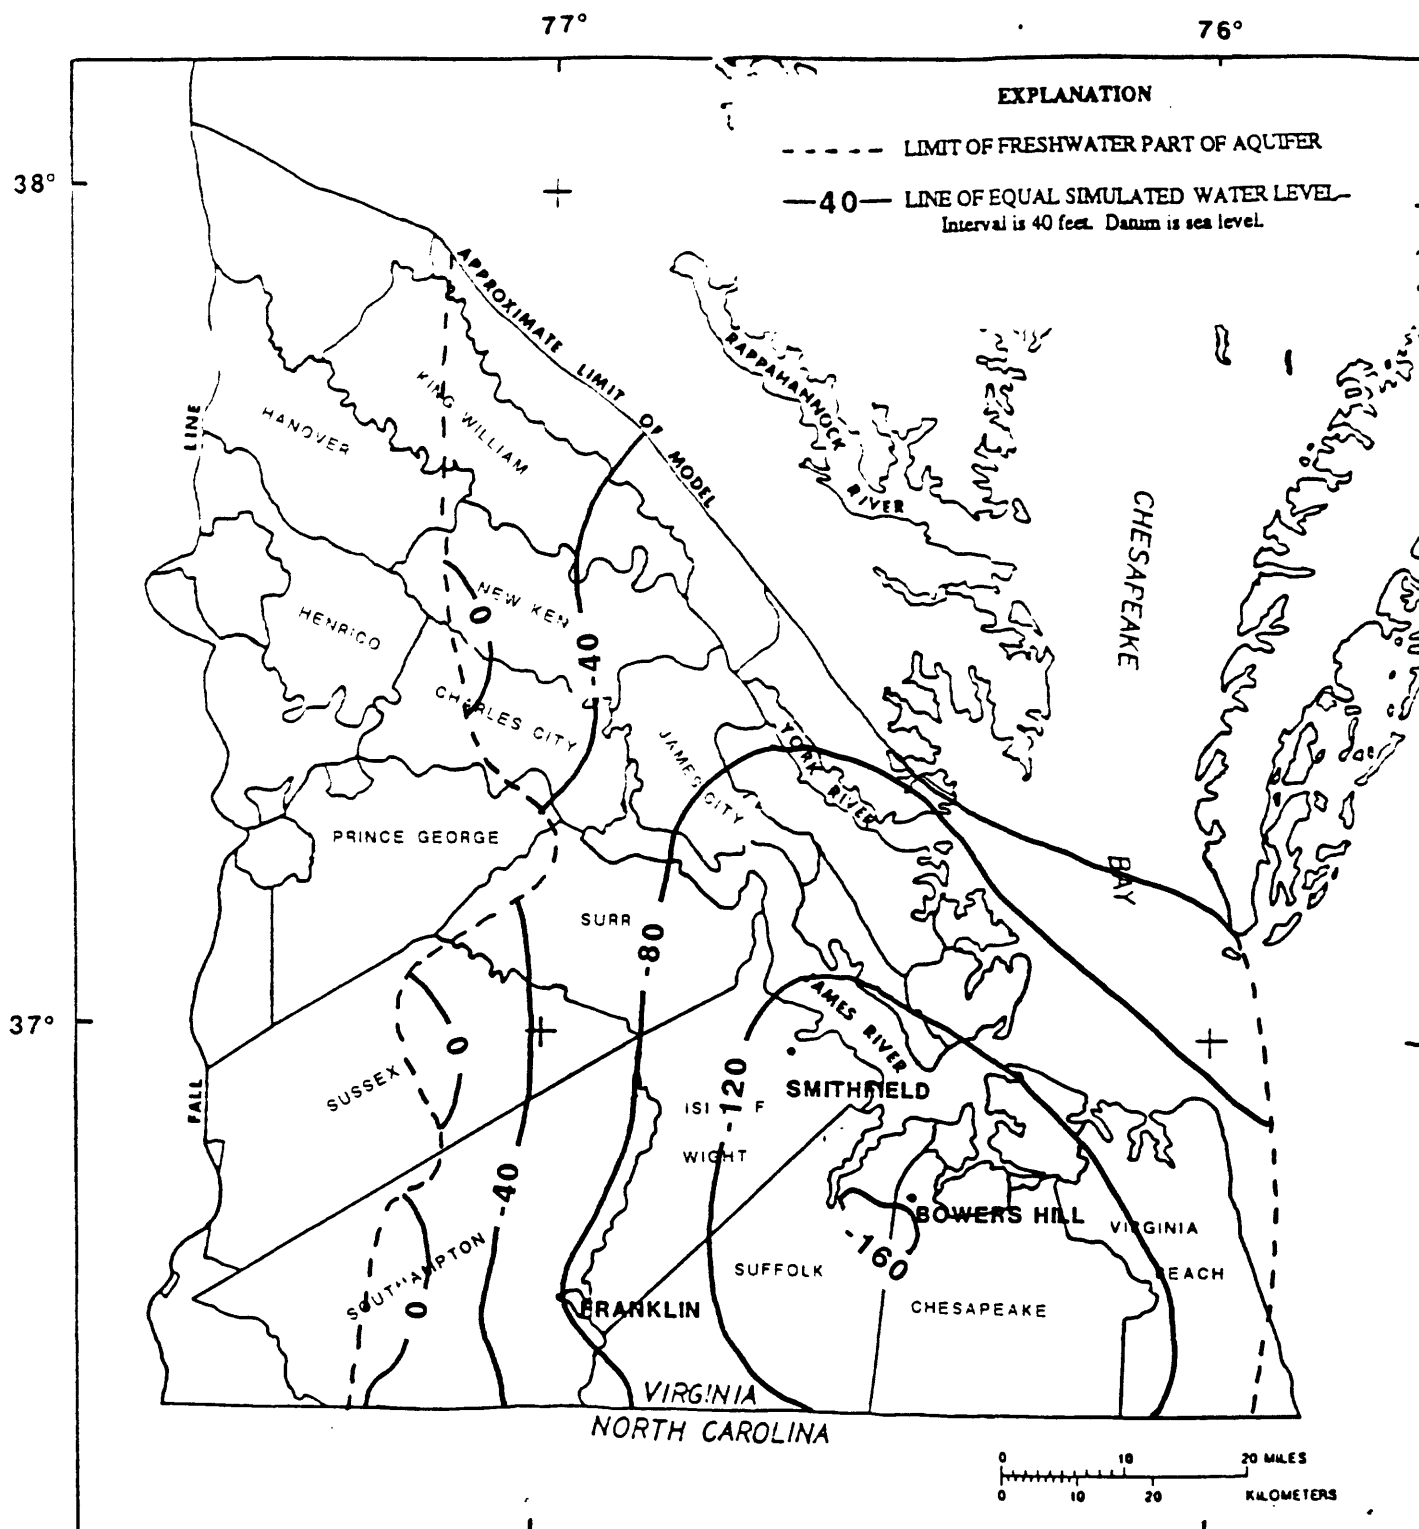 77°
76°
EXPLANATION
LIMIT OF FRESHWATER PART OF AQUIFER
38°
—40— LINE OF EQUAL SIMULATED WATER LEVEL—
Interval is 40 feet. Datum is sea level.
APPROXIMATE LIMIT OF MODEL
RAPPAHANNOCK RIVER
KING WILLIAM
HANOVER
LINE
CHESAPEAKE
NEW KEN
0
HENRICO
-40
CHARLES CITY
JAMES CITY
YORK RIVER
PRINCE GEORGE
BAY
SURR
-80
37°
AMES RIVER
0
SUSSEX
FALL
-120
SMITHFIELD
ISI F
WIGHT
-40
BOWERS HILL
VIRGINIA
-160
SOUTHAMPTON
SUFFOLK
BEACH
0
FRANKLIN
CHESAPEAKE
VIRGINIA
NORTH CAROLINA
0 10 20 MILES
0 10 20 KILOMETERS